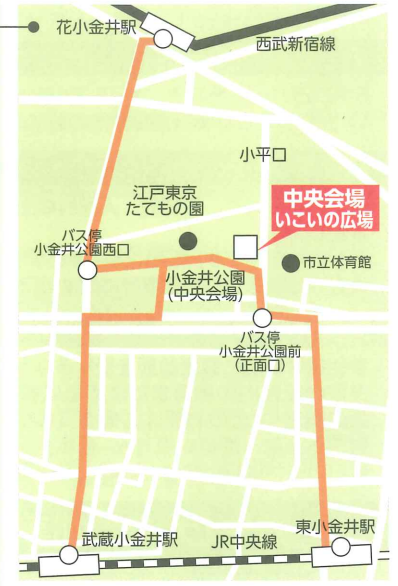 花小金井駅
西武新宿線
小平口
中央会場
いこいの広場
江戸東京
たてもの園
バス停
小金井公園西口
市立体育館
小金井公園
(中央会場)
バス停
小金井公園前
(正面口)
東小金井駅
武蔵小金井駅
JR中央線